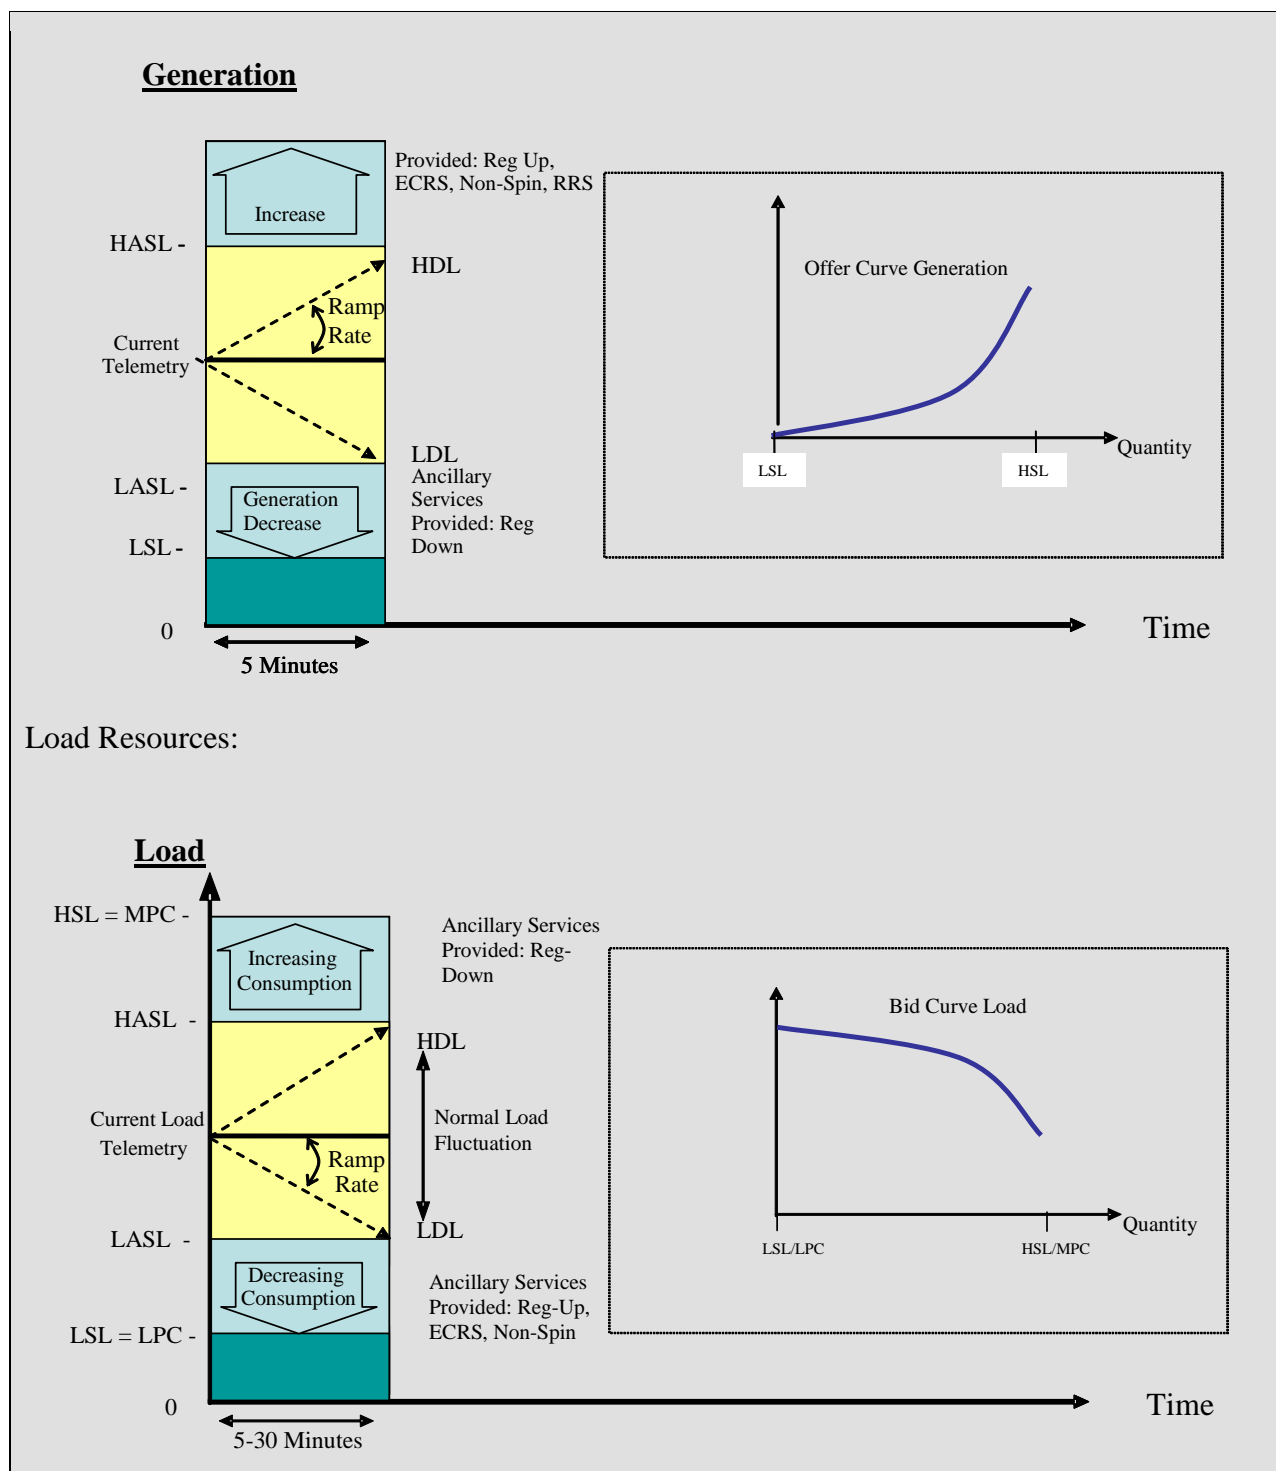 Generation
Provided: Reg Up,
ECRS, Non-Spin, RRS
Increase
HASL -
HDL
Offer Curve Generation
Ramp
Rate
Current
Telemetry
Quantity
LSL
HSL
LDL
Ancillary
Services
Provided: Reg
Down
LASL -
Generation
Decrease
LSL -
0
Time
5 Minutes
Load Resources:
Load
HSL = MPC -
Ancillary Services
Provided: Reg-
Down
Increasing
Consumption
Bid Curve Load
HASL -
HDL
Current Load
Telemetry
Normal Load
Fluctuation
Ramp
Rate
LDL
LASL -
Quantity
LSL/LPC
HSL/MPC
Decreasing
Consumption
Ancillary Services
Provided: Reg-Up,
ECRS, Non-Spin
LSL = LPC -
0
Time
5-30 Minutes